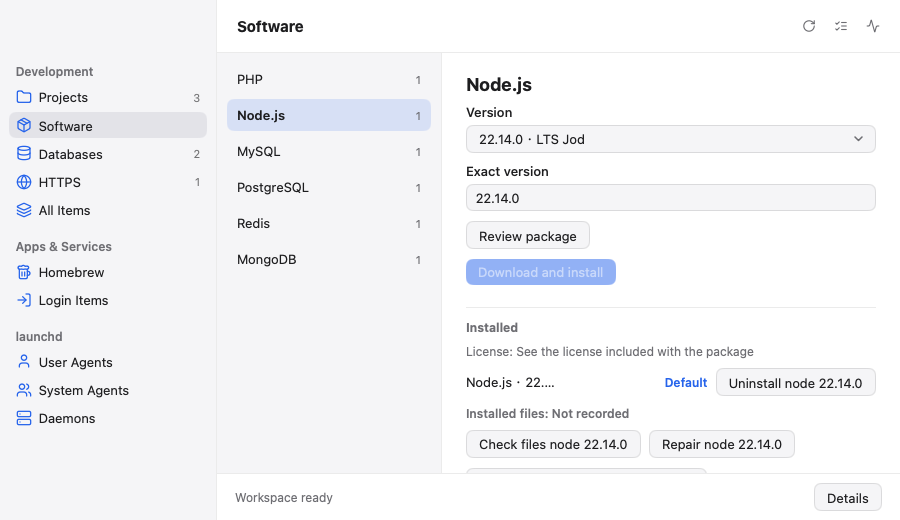 Software
Development
Projects 3
Software
Databases 2
HTTPS 1
All Items
Apps & Services
Homebrew
Login Items
launchd
User Agents
System Agents
Daemons
PHP 1
Node.js 1
MySQL 1
PostgreSQL 1
Redis 1
MongoDB 1
Node.js
Version
22.14.0 · LTS Jod
Exact version
22.14.0
Review package
Download and install
Installed
License: See the license included with the package
Node.js · 22.... Default Uninstall node 22.14.0
Installed files: Not recorded
Check files node 22.14.0 Repair node 22.14.0
Workspace ready Details